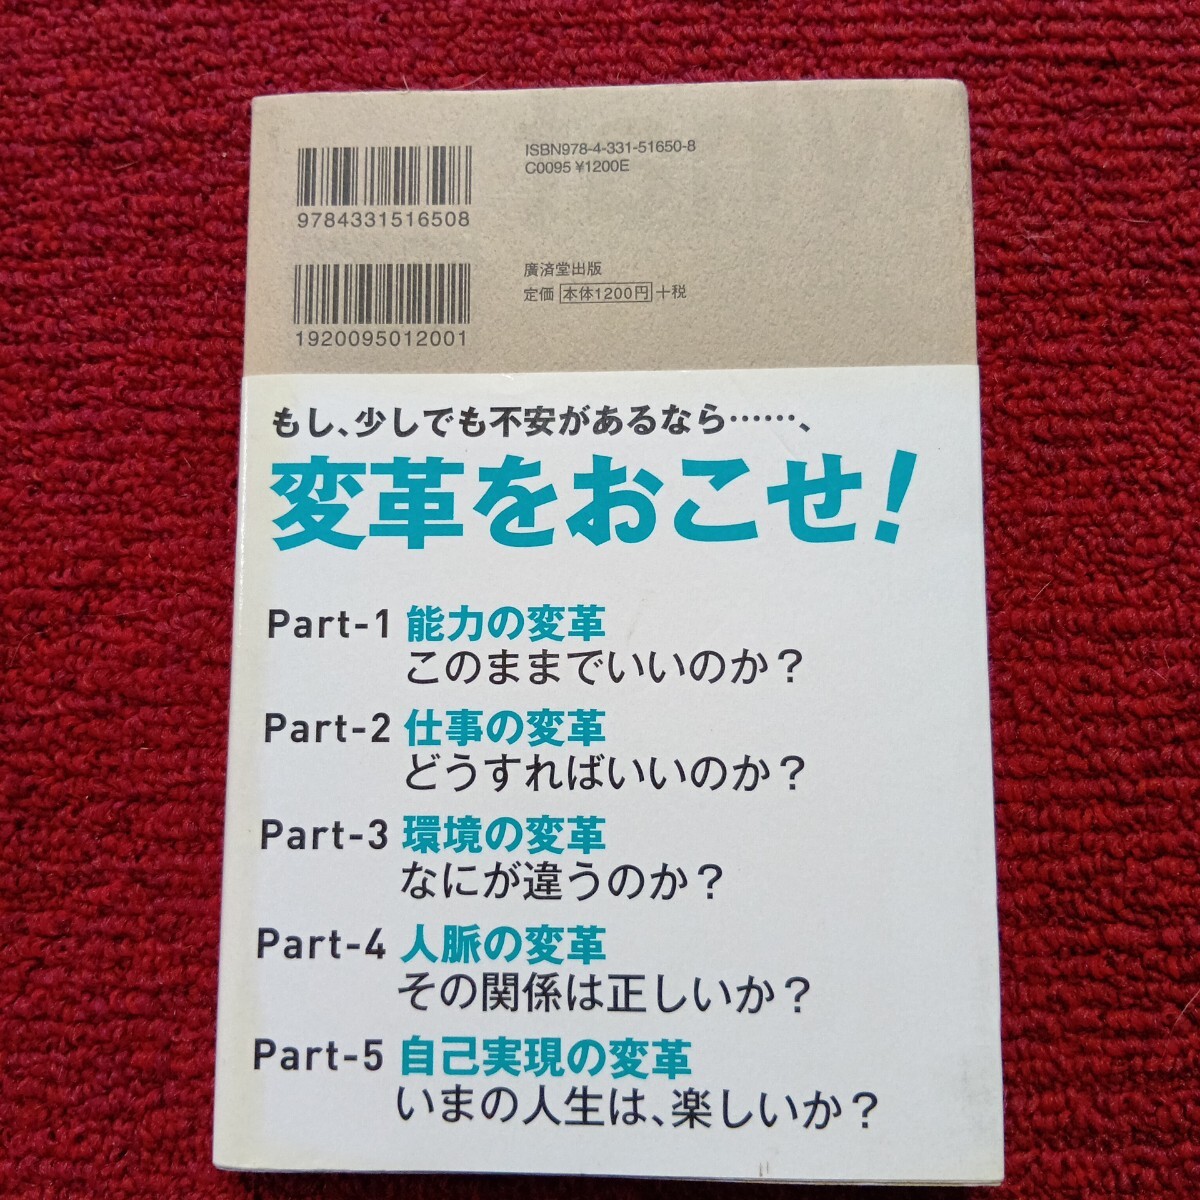 ISBN978-4-331-51650-8
C0095 ¥1200E
9784331516508
廣済堂出版
定価 本体1200円 +税
1920095012001
もし、少しでも不安があるなら……、
変革をおこせ!
Part-1 能力の変革
このままでいいのか?
Part-2 仕事の変革
どうすればいいのか?
Part-3 環境の変革
なにが違うのか?
Part-4 人脈の変革
その関係は正しいか?
Part-5 自己実現の変革
いまの人生は、楽しいか?